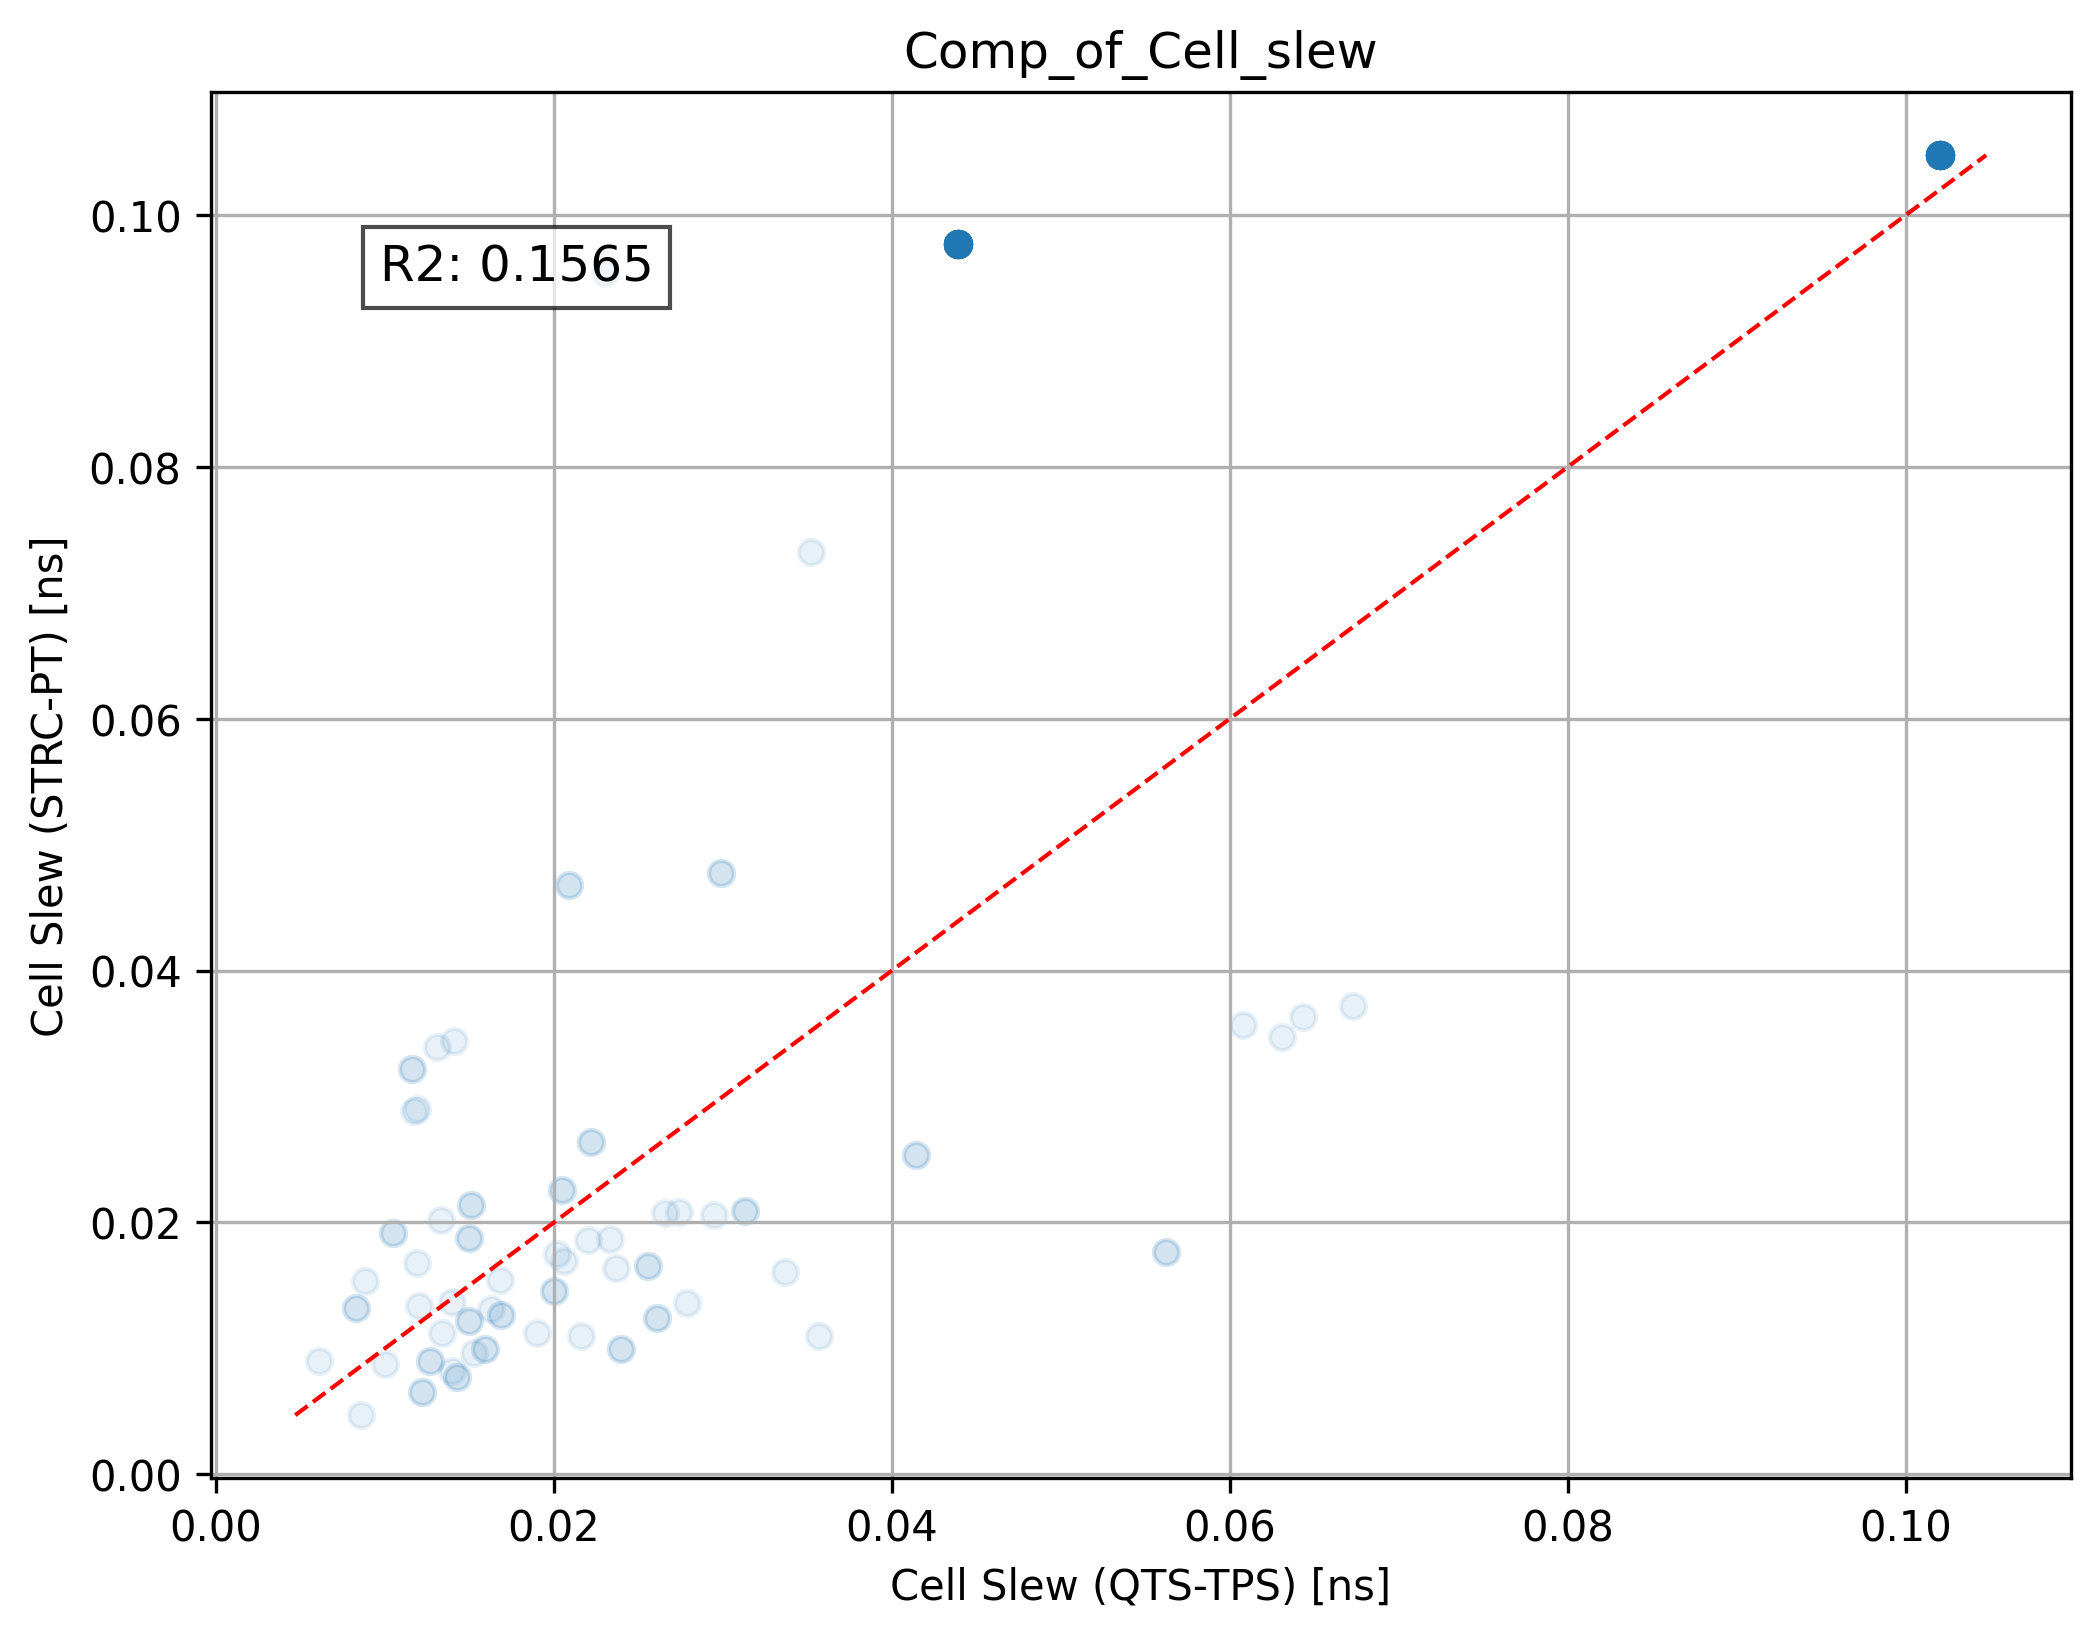 Comp_of_Cell_slew
R2: 0.1565
Cell Slew (STRC-PT) [ns]
0.10
0.08
0.06
0.04
0.02
0.00
0.00 0.02 0.04 0.06 0.08 0.10
Cell Slew (QTS-TPS) [ns]